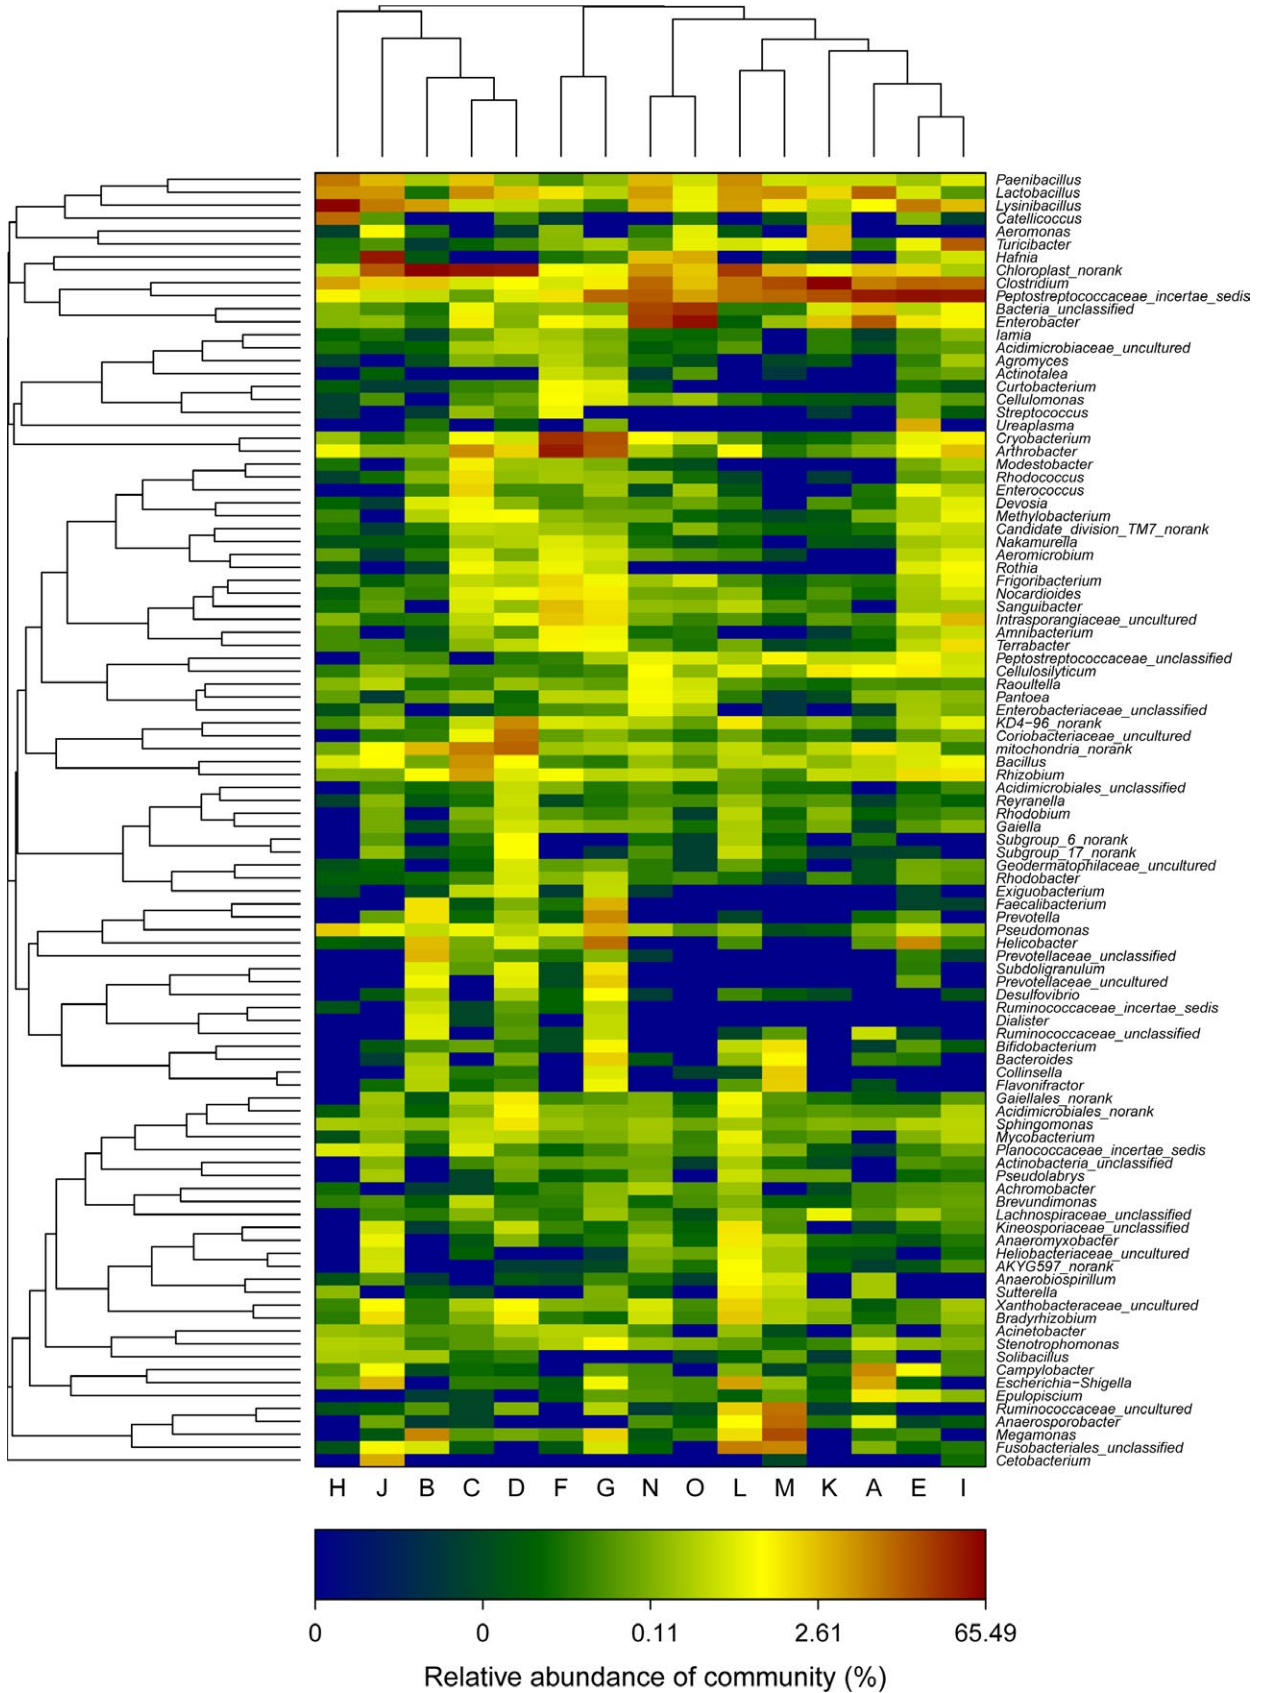 Paenibacillus
Lactobacillus
Lysinibacillus
Catellicoccus
Aeromonas
Turicibacter
Hafnia
Chloroplast_norank
Clostridium
Peptostreptococcaceae_incertae_sedis
Bacteria_unclassified
Enterobacter
Iamia
Acidimicrobiaceae_uncultured
Agromyces
Actinotalea
Curtobacterium
Cellulomonas
Streptococcus
Ureaplasma
Cryobacterium
Arthrobacter
Modestobacter
Rhodococcus
Enterococcus
Devosia
Methylobacterium
Candidate_division_TM7_norank
Nakamurella
Aeromicrobium
Rothia
Frigoribacterium
Nocardioides
Sanguibacter
Intrasporangiaceae_uncultured
Amnibacterium
Terrabacter
Peptostreptococcaceae_unclassified
Cellulosilyticum
Raoultella
Pantoea
Enterobacteriaceae_unclassified
KD4−96_norank
Coriobacteriaceae_uncultured
mitochondria_norank
Bacillus
Rhizobium
Acidimicrobiales_unclassified
Reyranella
Rhodobium
Gaiella
Subgroup_6_norank
Subgroup_17_norank
Geodermatophilaceae_uncultured
Rhodobacter
Exiguobacterium
Faecalibacterium
Prevotella
Pseudomonas
Helicobacter
Prevotellaceae_unclassified
Subdoligranulum
Prevotellaceae_uncultured
Desulfovibrio
Ruminococcaceae_incertae_sedis
Dialister
Ruminococcaceae_unclassified
Bifidobacterium
Bacteroides
Collinsella
Flavonifractor
Gaiellales_norank
Acidimicrobiales_norank
Sphingomonas
Mycobacterium
Planococcaceae_incertae_sedis
Actinobacteria_unclassified
Pseudolabrys
Achromobacter
Brevundimonas
Lachnospiraceae_unclassified
Kineosporiaceae_unclassified
Anaeromyxobacter
Heliobacteriaceae_uncultured
AKYG597_norank
Anaerobiospirillum
Sutterella
Xanthobacteraceae_uncultured
Bradyrhizobium
Acinetobacter
Stenotrophomonas
Solibacillus
Campylobacter
Escherichia−Shigella
Epulopiscium
Ruminococcaceae_uncultured
Anaerosporobacter
Megamonas
Fusobacteriales_unclassified
Cetobacterium
H J B C D F G N O L M K A E I
0 0 0.11 2.61 65.49
Relative abundance of community (%)